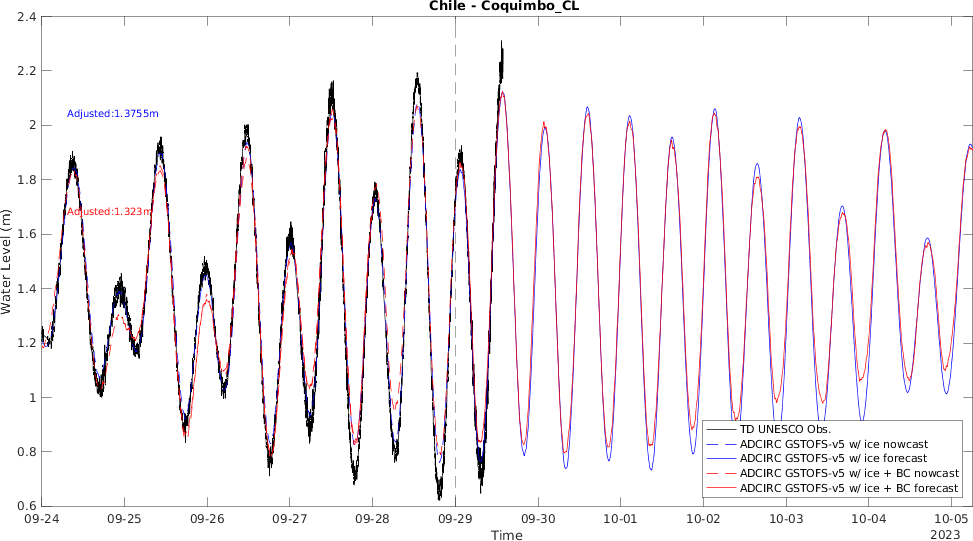 Chile - Coquimbo_CL
2.4
2.2
2
1.8
1.6
1.4
1.2
1
0.8
0.6
Water Level (m)
Adjusted:1.3755m
Adjusted:1.323m
TD UNESCO Obs.
ADCIRC GSTOFS-v5 w/ ice nowcast
ADCIRC GSTOFS-v5 w/ ice forecast
ADCIRC GSTOFS-v5 w/ ice + BC nowcast
ADCIRC GSTOFS-v5 w/ ice + BC forecast
09-24 09-25 09-26 09-27 09-28 09-29 09-30 10-01 10-02 10-03 10-04 10-05
2023
Time